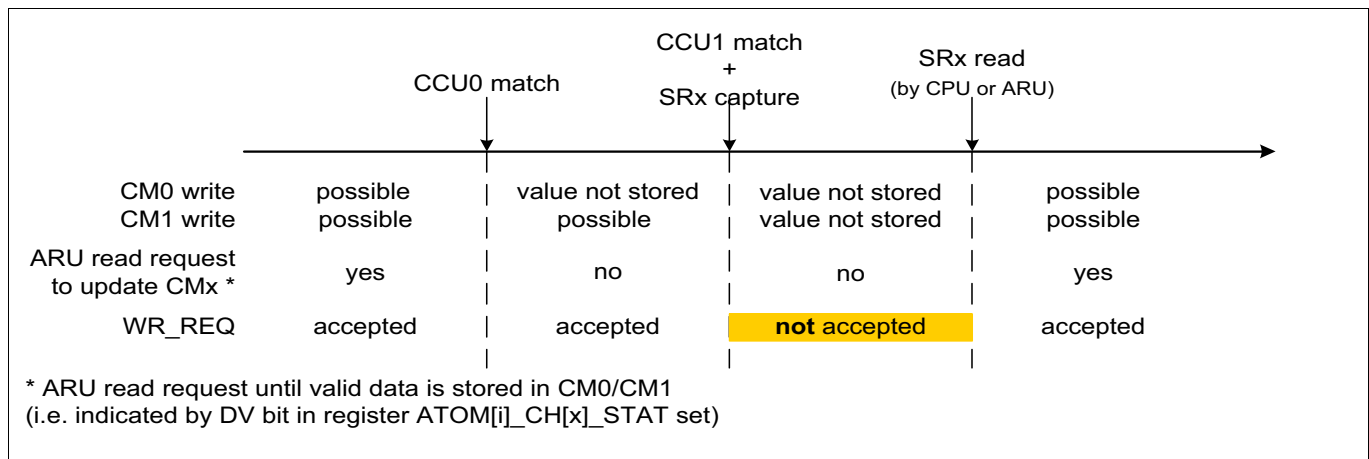 CCU0 match
CCU1 match
+
SRx capture
SRx read
(by CPU or ARU)
CM0 write possible value not stored value not stored possible
CM1 write possible possible value not stored possible
ARU read request
to update CMx * yes no no yes
WR_REQ accepted accepted not accepted accepted
* ARU read request until valid data is stored in CM0/CM1
(i.e. indicated by DV bit in register ATOM[i]_CH[x]_STAT set)